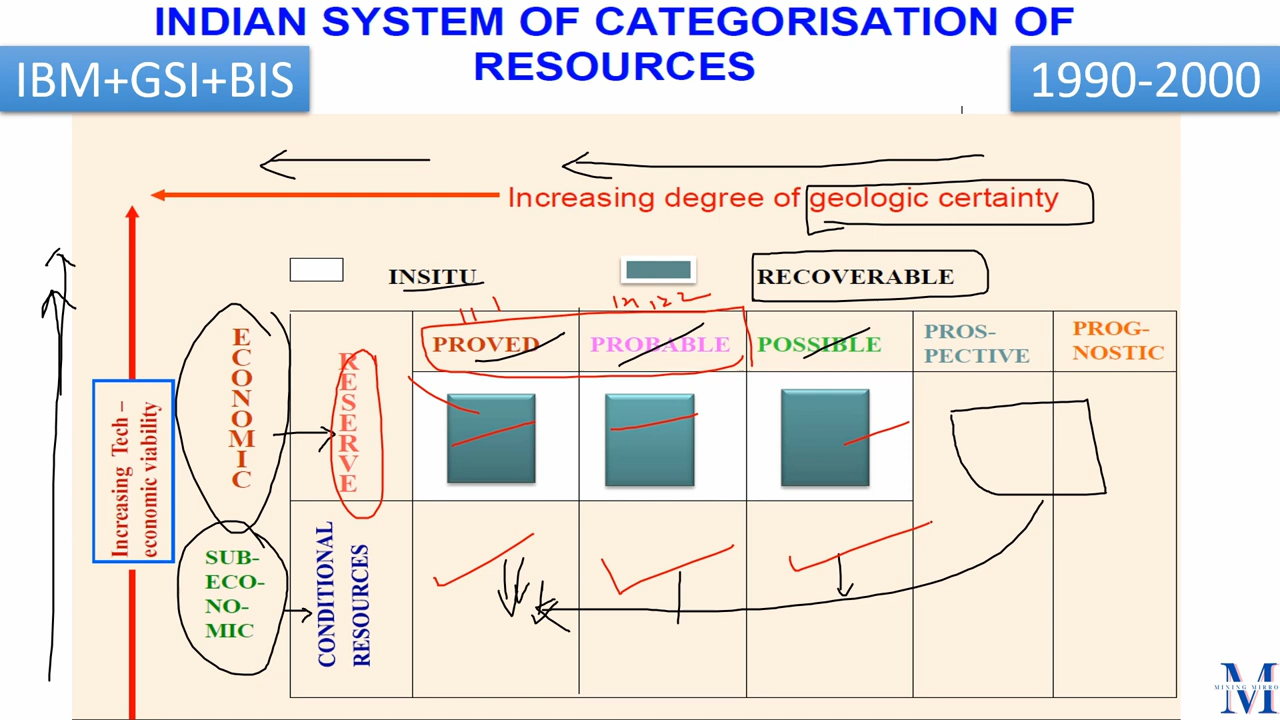 INDIAN SYSTEM OF CATEGORISATION OF
RESOURCES
IBM+GSI+BIS
1990-2000
Increasing degree of geologic certainty
INSITU
RECOVERABLE
PROVED
PROBABLE
POSSIBLE
PROS-
PECTIVE
PROG-
NOSTIC
ECONOMIC
RESERVE
Increasing Tech –
economic viability
SUB-
ECO-
NO-
MIC
CONDITIONAL
RESOURCES
M